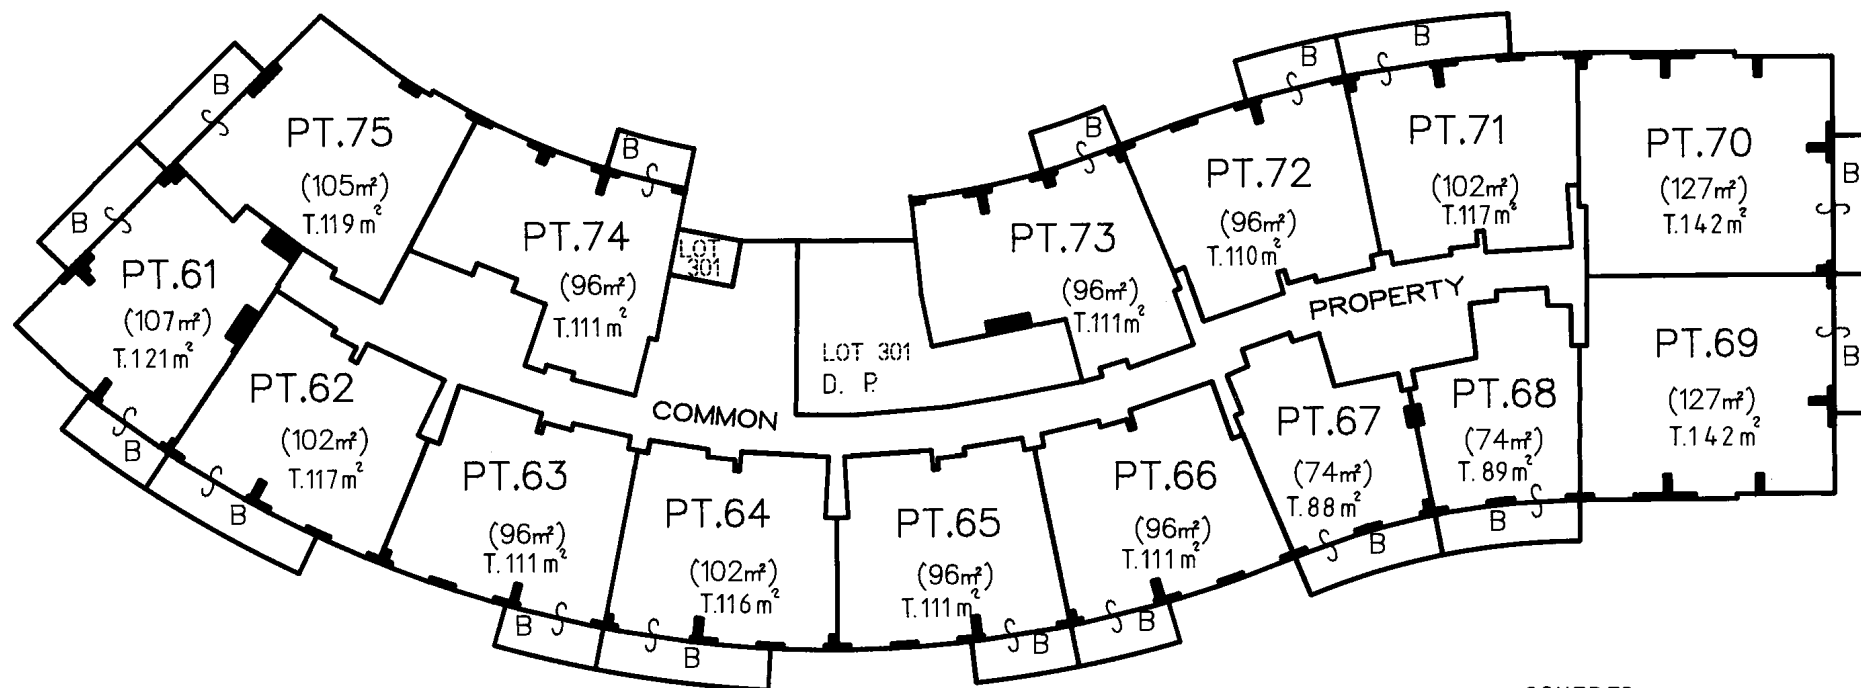 B
PT.75
(105m²)
T.119m²
B
PT.74
(96m²)
T.111m²
B
PT.61
(107m²)
T.121m²
LOT
301
B
PT.73
(96m²)
T.111m²
B
PT.72
(96m²)
T.110m²
B
PT.71
(102m²)
T.117m²
PT.70
(127m²)
T.142m²
B
LOT 301
D. P.
COMMON
PROPERTY
B
PT.62
(102m²)
T.117m²
B
PT.63
(96m²)
T.111m²
B
PT.64
(102m²)
T.116m²
B
PT.65
(96m²)
T.111m²
B
PT.66
(96m²)
T.111m²
B
PT.67
(74m²)
T.88m²
B
PT.68
(74m²)
T.89m²
B
PT.69
(127m²)
T.142m²
B